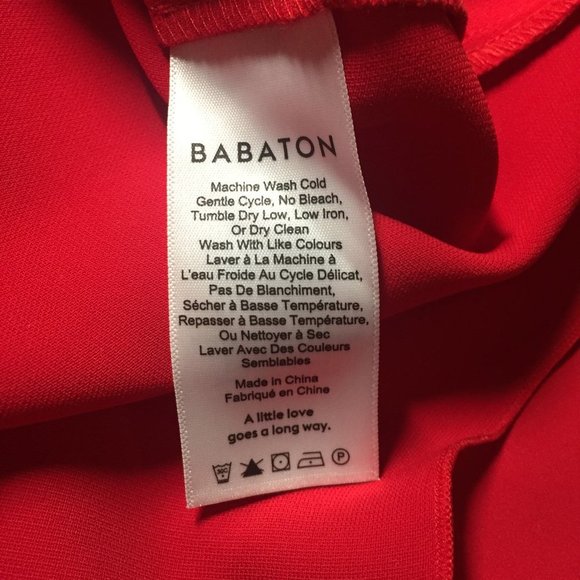 BABATON
Machine Wash Cold
Gentle Cycle, No Bleach,
Tumble Dry Low, Low Iron,
Or Dry Clean
Wash With Like Colours
Laver à La Machine à
L'eau Froide Au Cycle Délicat,
Pas De Blanchiment,
Sécher à Basse Température,
Repasser à Basse Température,
Ou Nettoyer à Sec
Laver Avec Des Couleurs
Semblables
Made in China
Fabriqué en Chine
A little love
goes a long way.
30C P